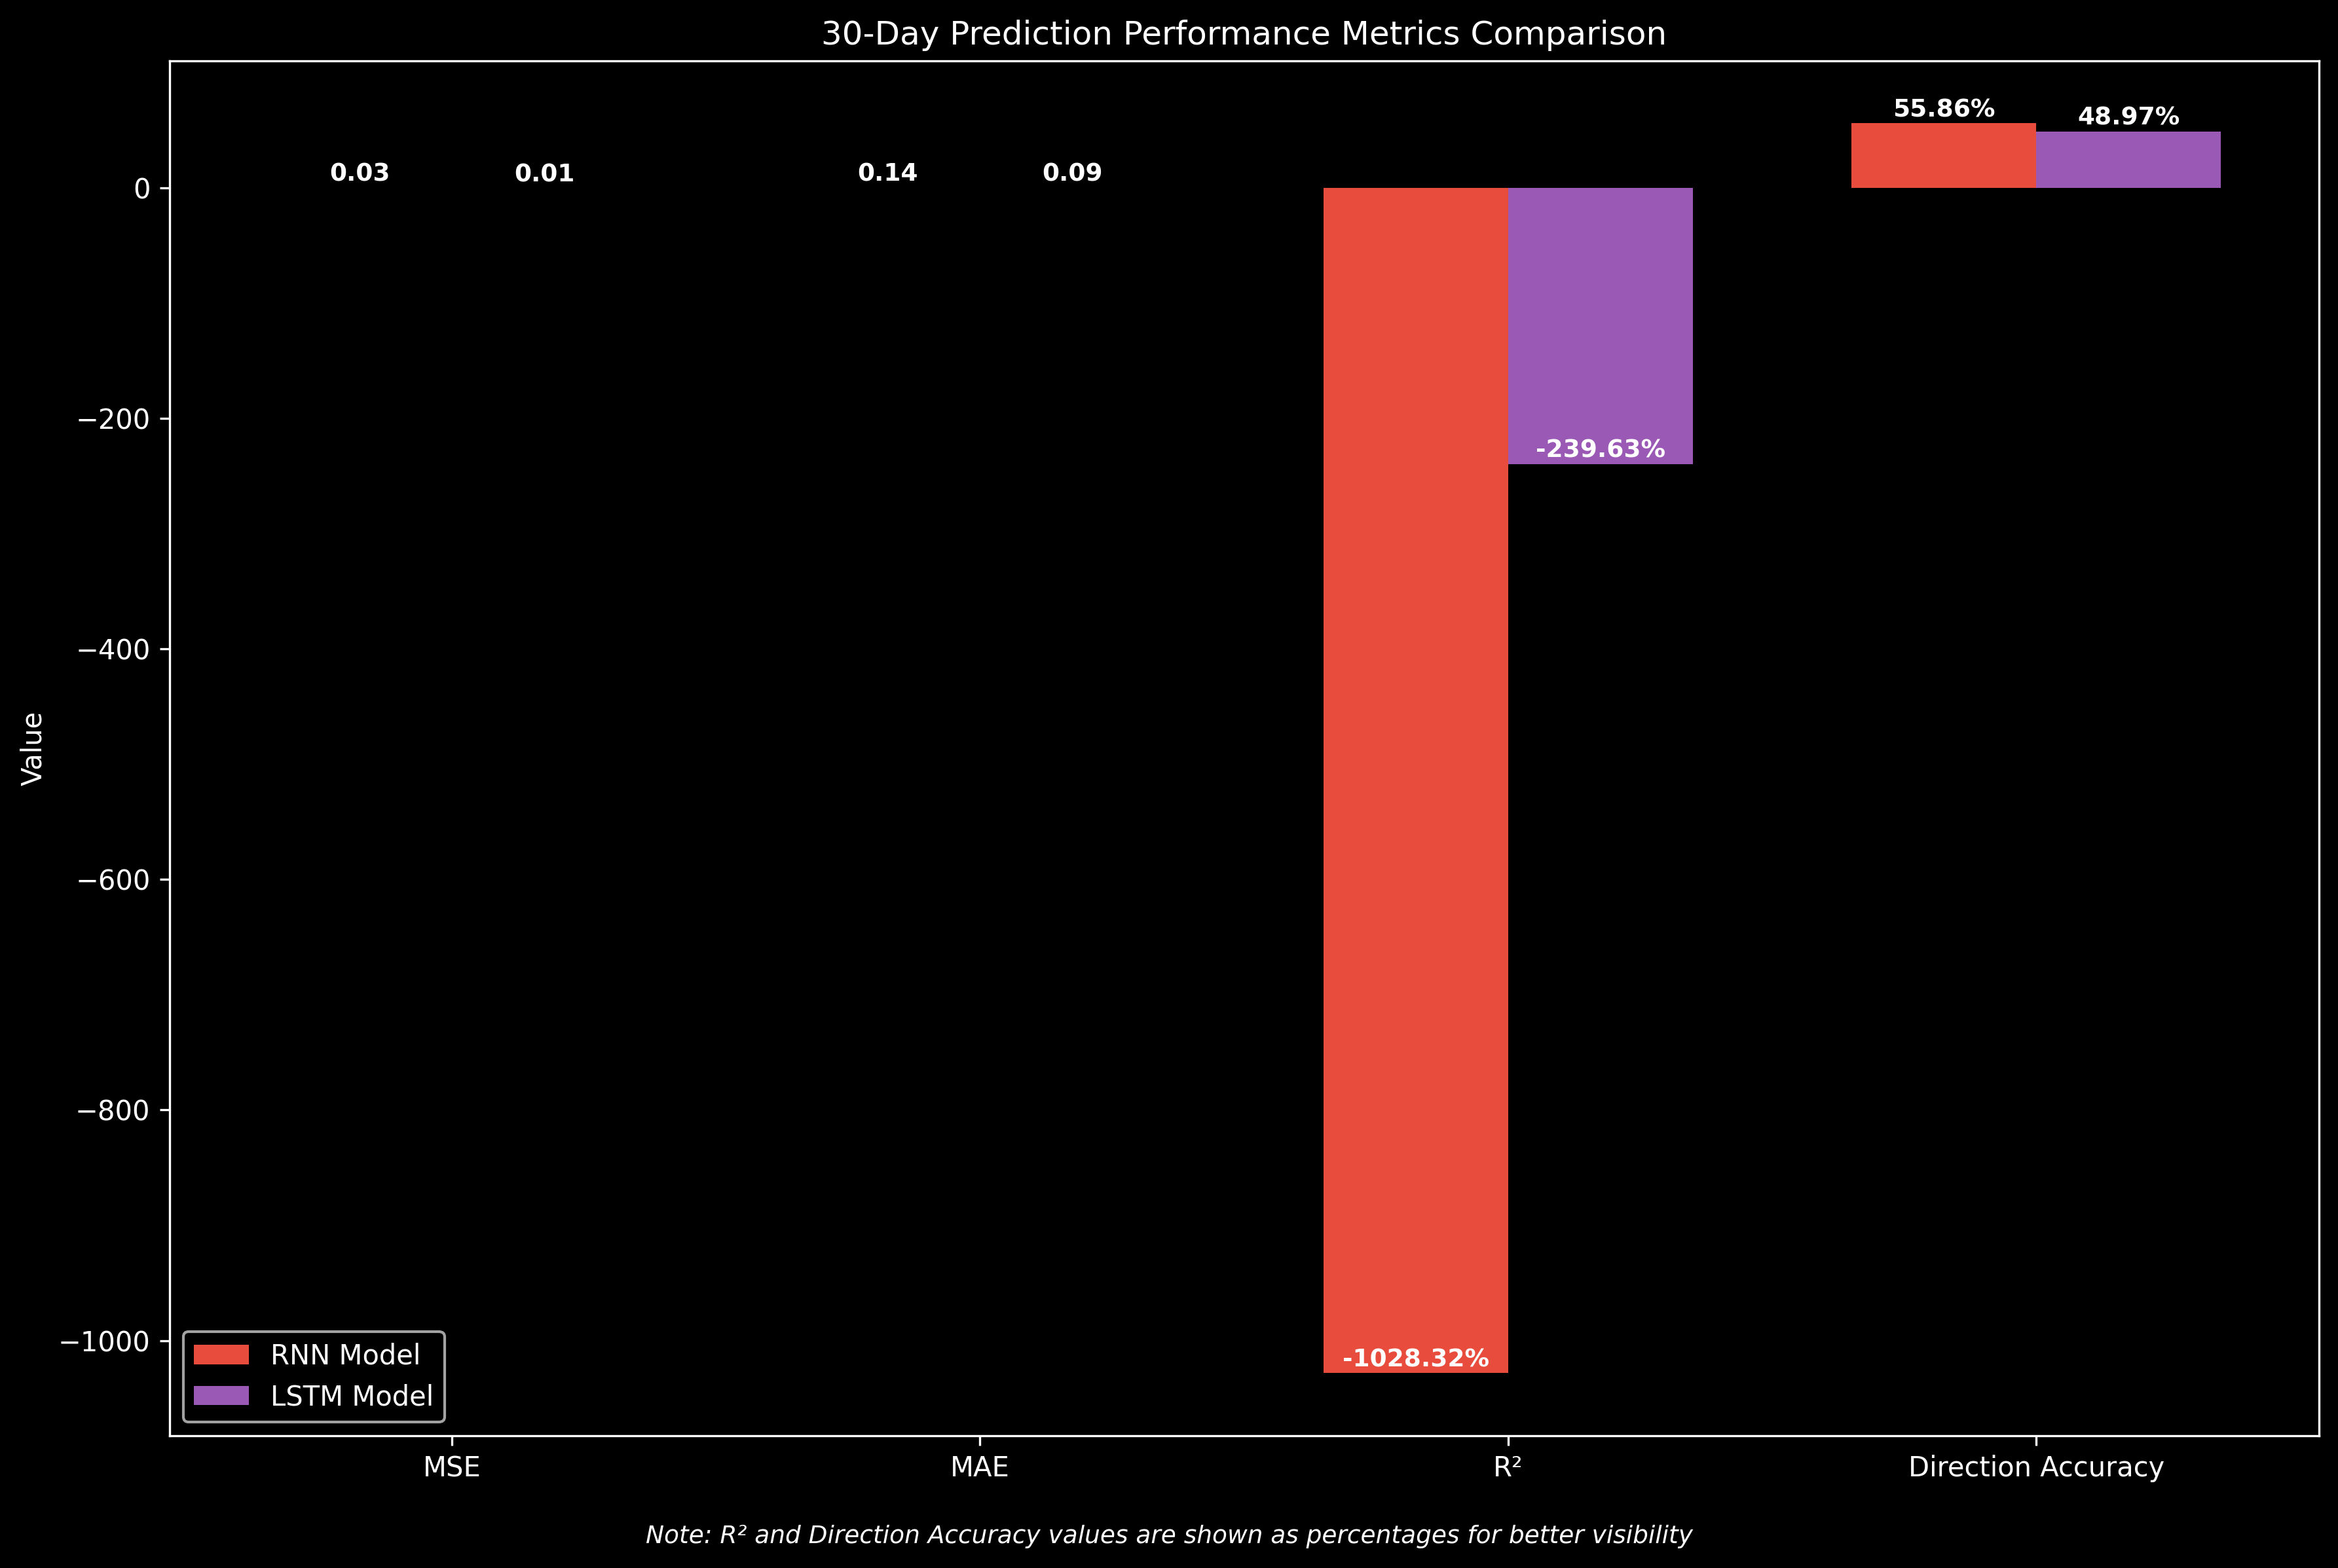 30-Day Prediction Performance Metrics Comparison
55.86%
48.97%
0.03
0.01
0.14
0.09
0
−200
−239.63%
−400
−600
Value
−800
−1000
-1028.32%
RNN Model
LSTM Model
MSE
MAE
R²
Direction Accuracy
Note: R² and Direction Accuracy values are shown as percentages for better visibility